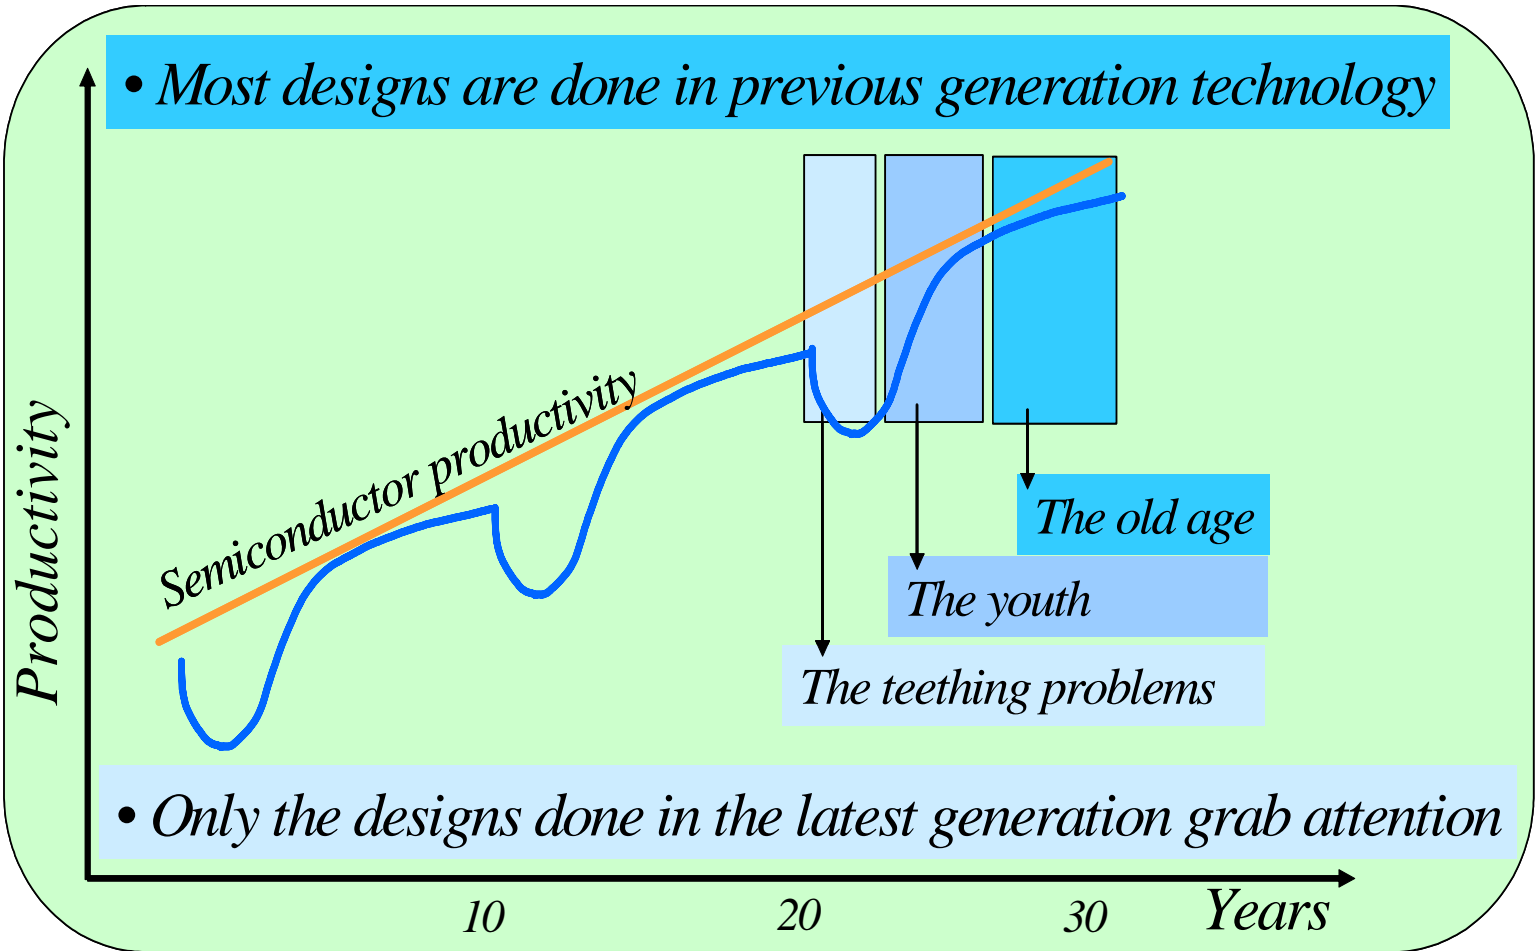 • Most designs are done in previous generation technology
Productivity
Semiconductor productivity
The old age
The youth
The teething problems
• Only the designs done in the latest generation grab attention
10
20
30
Years